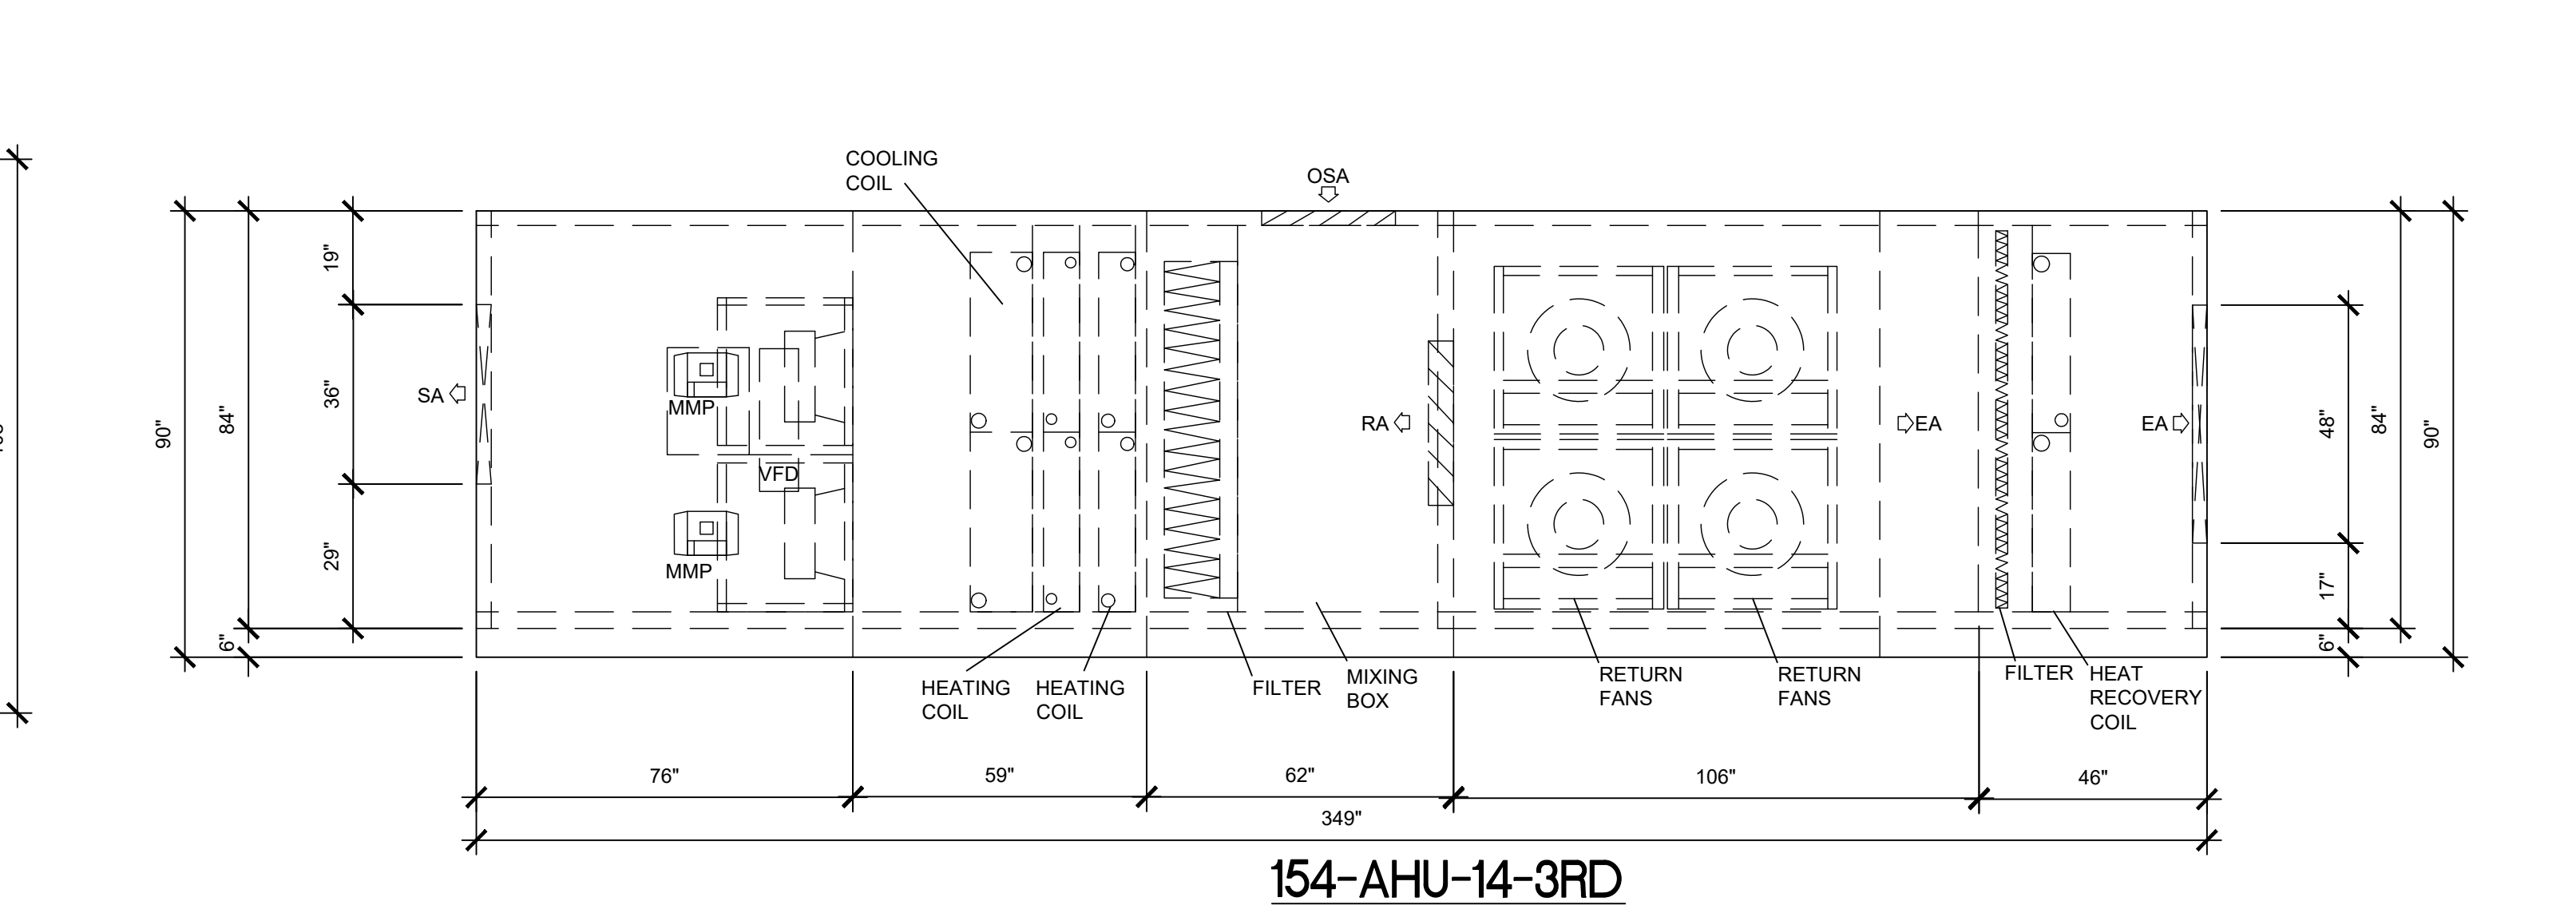 COOLING
COIL
OSA
19"
36"
29"
84"
90"
6"
SA
MMP
VFD
MMP
RA
EA
EA
48"
17"
84"
90"
6"
HEATING
COIL
HEATING
COIL
FILTER
MIXING
BOX
RETURN
FANS
RETURN
FANS
FILTER
HEAT
RECOVERY
COIL
76"
59"
62"
106"
46"
349"
154-AHU-14-3RD